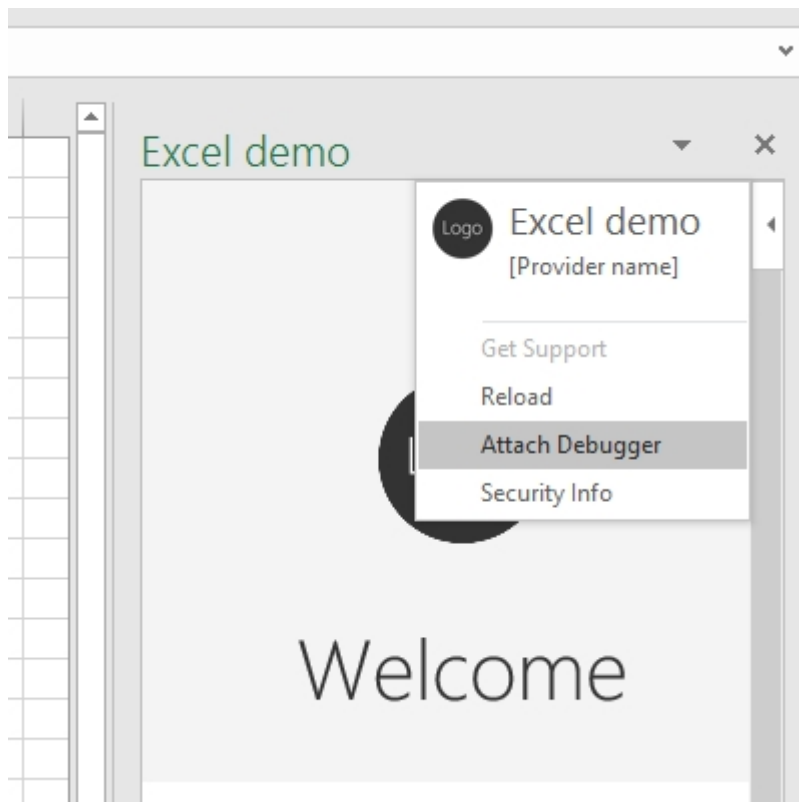 Excel demo
Logo
Excel demo
[Provider name]
Get Support
Reload
Attach Debugger
Security Info
Welcome